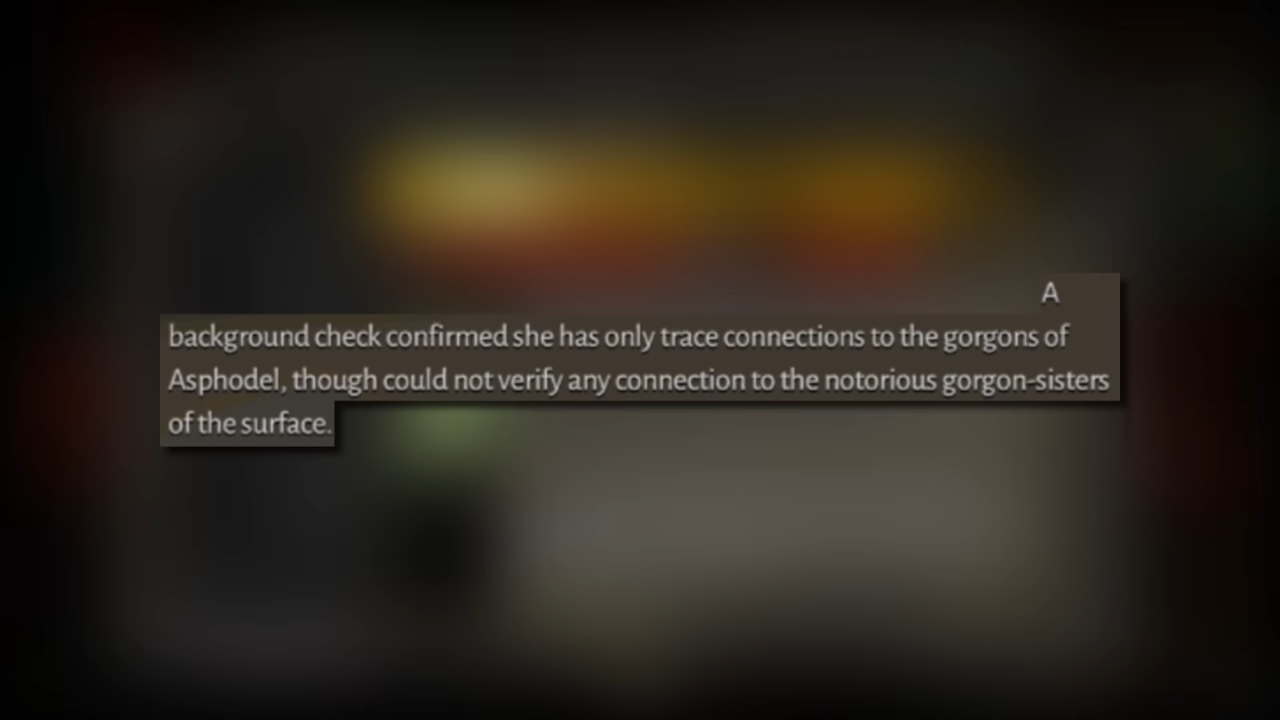 A
background check confirmed she has only trace connections to the gorgons of
Asphodel, though could not verify any connection to the notorious gorgon-sisters
of the surface.